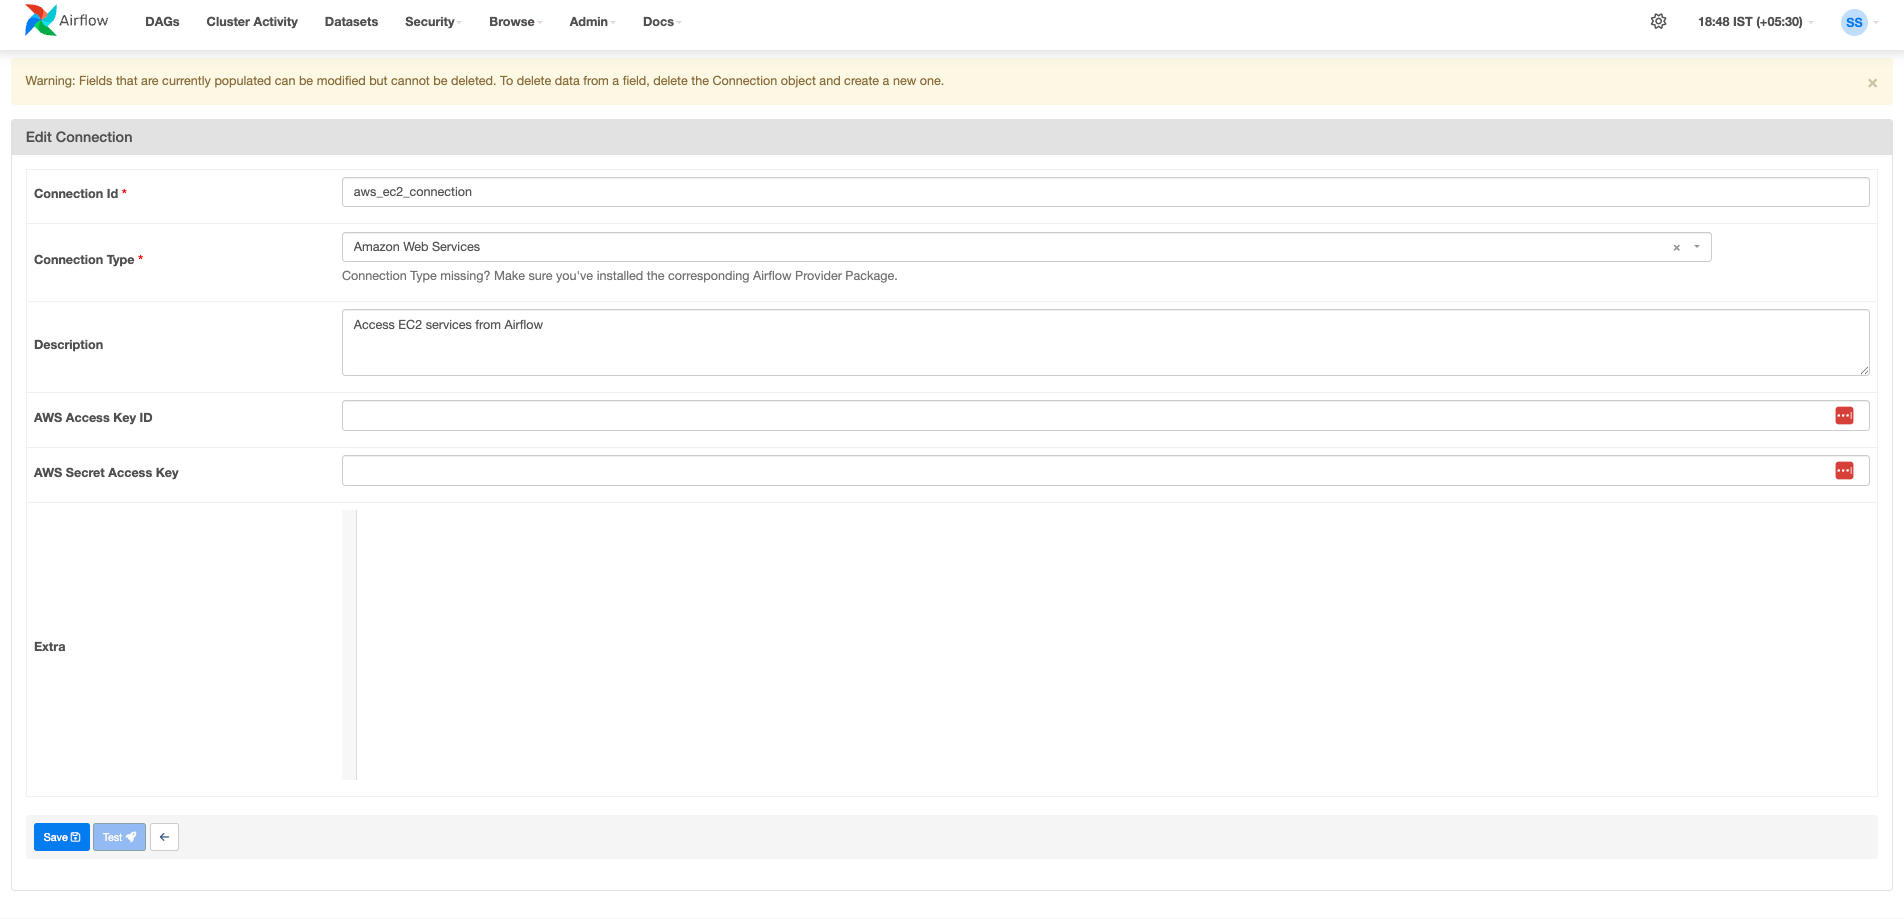 Airflow DAGs Cluster Activity Datasets Security Browse Admin Docs 18:48 IST (+05:30) SS
Warning: Fields that are currently populated can be modified but cannot be deleted. To delete data from a field, delete the Connection object and create a new one. ×
Edit Connection
Connection Id * aws_ec2_connection
Connection Type * Amazon Web Services ×
Connection Type missing? Make sure you've installed the corresponding Airflow Provider Package.
Description Access EC2 services from Airflow
AWS Access Key ID
AWS Secret Access Key
Extra
Save Test